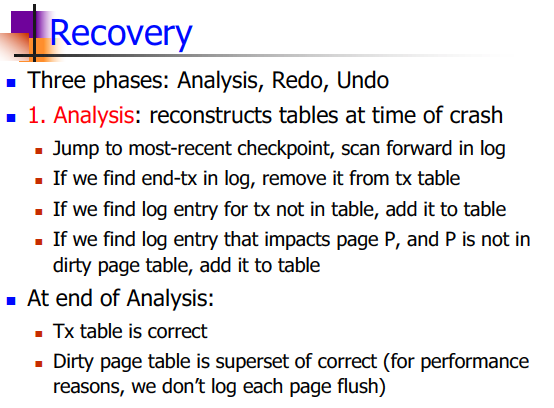 Recovery
Three phases: Analysis, Redo, Undo
1. Analysis: reconstructs tables at time of crash
Jump to most-recent checkpoint, scan forward in log
If we find end-tx in log, remove it from tx table
If we find log entry for tx not in table, add it to table
If we find log entry that impacts page P, and P is not in
dirty page table, add it to table
At end of Analysis:
Tx table is correct
Dirty page table is superset of correct (for performance
reasons, we don't log each page flush)